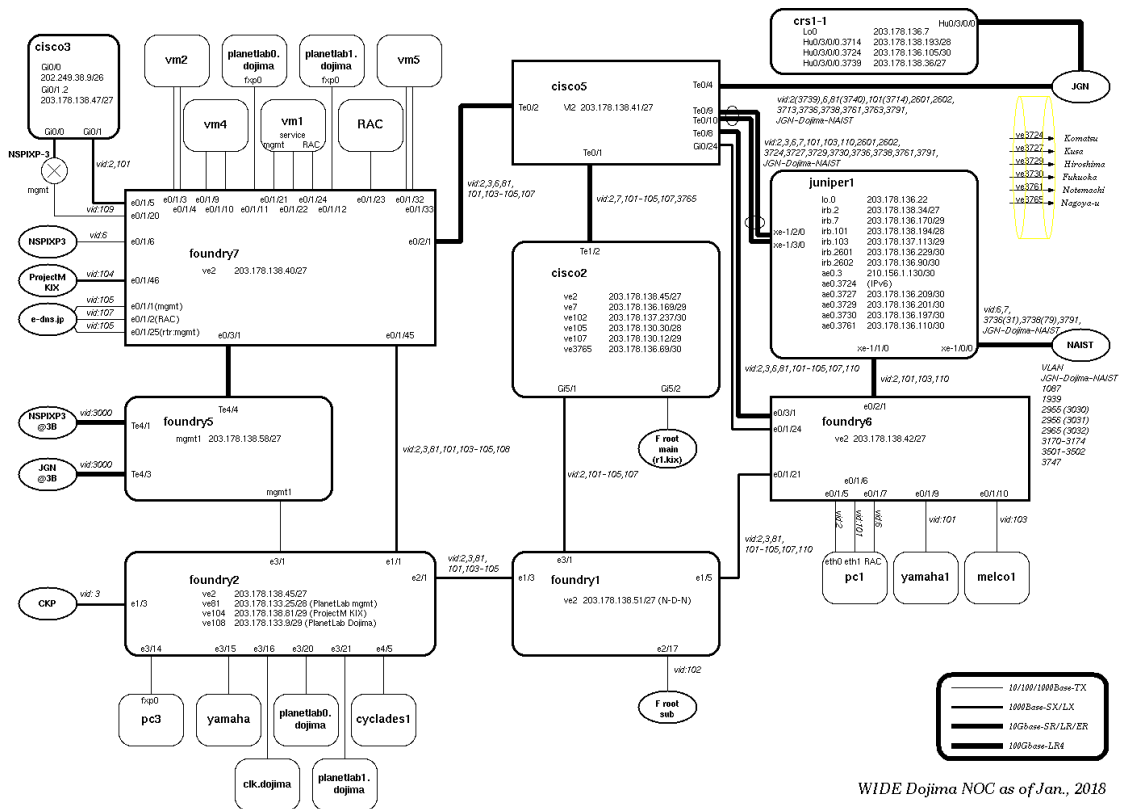 cisco3
Gi0/0
202.249.38.9/26
Gi0/1.2
203.178.138.47/27
Gi0/0
Gi0/1
NSPIXP-3
mgmt
vid:2,101
vid:109
vm2
planetlab0.
dojima
fxp0
planetlab1.
dojima
fxp0
vm5
vm4
vm1
service
mgmt
RAC
RAC
e0/1/5
e0/1/20
e0/1/3
e0/1/4
e0/1/9
e0/1/10
e0/1/21
e0/1/11
e0/1/22
e0/1/24
e0/1/12
e0/1/23
e0/1/32
e0/1/33
NSPIXP3
vid:6
e0/1/6
ProjectM
KIX
vid:104
e0/1/46
e-dns.jp
vid:105
vid:107
vid:105
e0/1/1(mgmt)
e0/1/2(RAC)
e0/1/25(rtr:mgmt)
foundry7
ve2 203.178.138.40/27
e0/2/1
e0/3/1
e0/1/45
vid:2,3,6,81,
101,103-105,107
cisco5
Vl2 203.178.138.41/27
Te0/2
Te0/4
Te0/9
Te0/10
Te0/8
Gi0/24
Te0/1
crs1-1
Lo0 203.178.136.7
Hu0/3/0/0.3714 203.178.138.193/28
Hu0/3/0/0.3724 203.178.136.105/30
Hu0/3/0/0.3739 203.178.138.36/27
Hu0/3/0/0
JGN
vid:2(3739),6,81(3740),101(3714),2601,2602,
3713,3736,3738,3761,3763,3791,
JGN-Dojima-NAIST
vid:2,3,6,7,101,103,110,2601,2602,
3724,3727,3729,3730,3736,3738,3761,3791,
JGN-Dojima-NAIST
ve3724 Komatsu
ve3727 Kusa
ve3729 Hiroshima
ve3730 Fukuoka
ve3761 Notemachi
ve3765 Nagoya-u
vid:2,7,101-105,107,3765
juniper1
lo.0 203.178.136.22
irb.2 203.178.138.34/27
irb.7 203.178.136.170/29
irb.101 203.178.138.194/28
irb.103 203.178.137.113/29
irb.2601 203.178.136.229/30
irb.2602 203.178.136.90/30
ae0.3 210.156.1.130/30
ae0.3724 (IPv6)
ae0.3727 203.178.136.209/30
ae0.3729 203.178.136.201/30
ae0.3730 203.178.136.197/30
ae0.3761 203.178.136.110/30
xe-1/2/0
xe-1/3/0
xe-1/1/0
xe-1/0/0
vid:6,7,
3736(31),3738(79),3791,
JGN-Dojima-NAIST
NAIST
VLAN
JGN-Dojima-NAIST
1087
1939
2955 (3030)
2956 (3031)
2965 (3032)
3170-3174
3501-3502
3747
Te1/2
cisco2
ve2 203.178.138.45/27
ve7 203.178.136.169/29
ve102 203.178.137.237/30
ve105 203.178.130.30/28
ve107 203.178.130.12/29
ve3765 203.178.136.69/30
Gi5/1
Gi5/2
F root
main
(r1.kix)
vid:2,3,6,81,101-105,107,110
vid:2,101,103,110
NSPIXP3
@3B
vid:3000
JGN
@3B
vid:3000
Te4/4
Te4/1
Te4/3
foundry5
mgmt1 203.178.138.58/27
mgmt1
vid:2,3,81,101,103-105,108
vid:2,101-105,107
e0/3/1
e0/1/24
e0/1/21
e0/2/1
foundry6
ve2 203.178.138.42/27
e0/1/6
e0/1/5
e0/1/7
e0/1/9
e0/1/10
vid:2
vid:101
vid:6
vid:101
vid:103
eth0 eth1 RAC
pc1
yamaha1
melco1
vid:2,3,81,
101-105,107,110
CKP
vid: 3
e1/3
e3/1
e1/1
e2/1
foundry2
ve2 203.178.138.45/27
ve81 203.178.133.25/28 (PlanetLab mgmt)
ve104 203.178.138.81/29 (ProjectM KIX)
ve108 203.178.133.9/29 (PlanetLab Dojima)
e3/14
e3/15
e3/16
e3/20
e3/21
e4/5
vid:2,3,81,
101,103-105
e3/1
e1/3
e1/5
foundry1
ve2 203.178.138.51/27 (N-D-N)
e2/17
vid:102
F root
sub
fxp0
pc3
yamaha
planetlab0.
dojima
cyclades1
clk.dojima
planetlab1.
dojima
10/100/1000Base-TX
1000Base-SX/LX
10Gbase-SR/LR/ER
100Gbase-LR4
WIDE Dojima NOC as of Jan., 2018